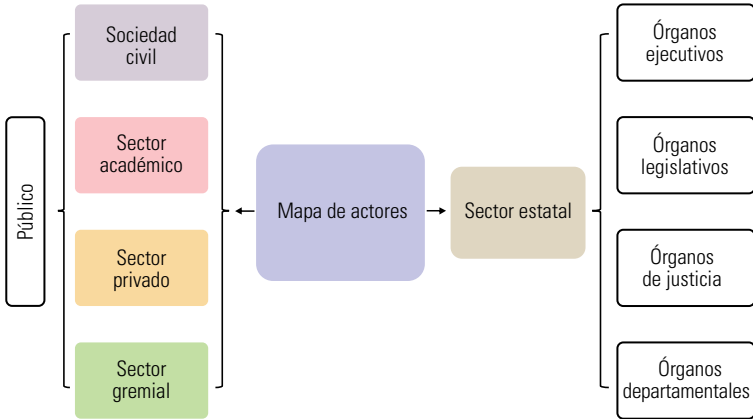 Público
Sociedad
civil
Sector
académico
Sector
privado
Sector
gremial
Mapa de actores
Sector estatal
Órganos
ejecutivos
Órganos
legislativos
Órganos
de justicia
Órganos
departamentales